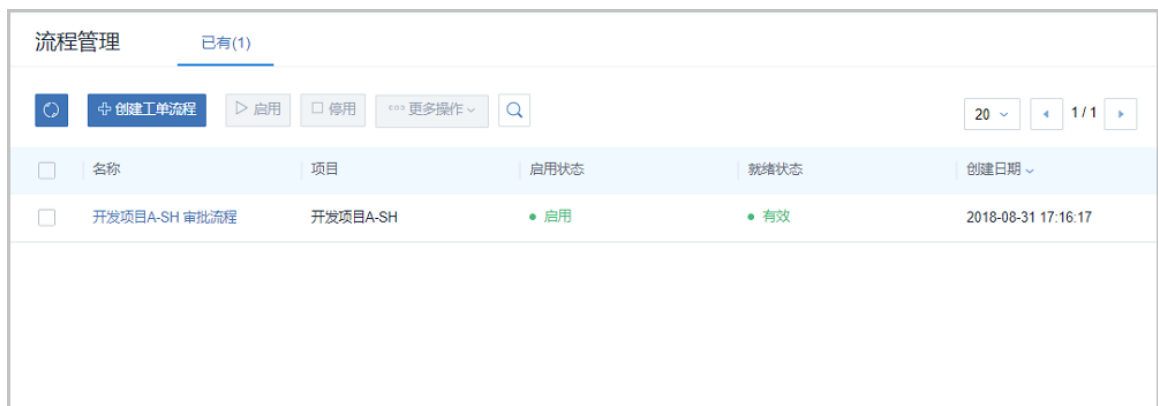 流程管理 已有(1)
创建工单流程 启用 停用 更多操作 20 1 / 1
名称 项目 启用状态 就绪状态 创建日期
开发项目A-SH 审批流程 开发项目A-SH 启用 有效 2018-08-31 17:16:17